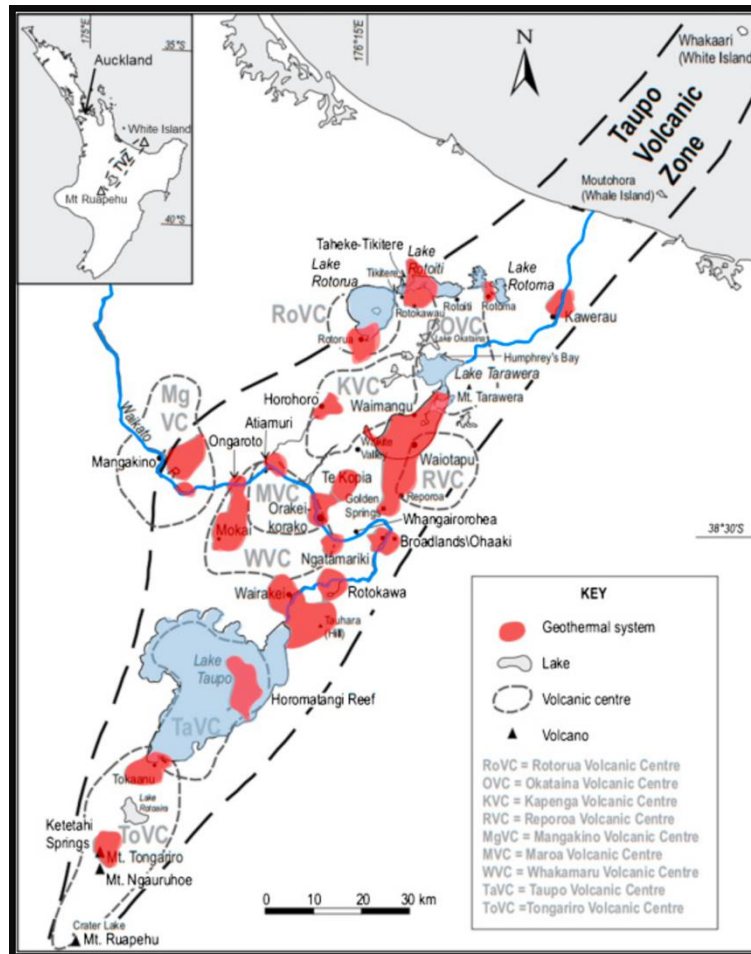 175°E
35°S
Auckland
White Island
TVZ
Mt Ruapehu
40°S
176°15'E
N
Whakaari
(White Island)
Taupo
Volcanic
Zone
Moutohora
(Whale Island)
Taheke-Tikitere
Lake
Rotoiti
Lake
Rotorua
Tikitere
Lake
Rotoma
RoVC
Rotokawau
Rotoiti
Rotoma
OVC
Lake Okataina
Kawerau
Rotorua
Humphrey's Bay
Lake Tarawera
Mt. Tarawera
KVC
Horohoro
Waimangu
Mg
VC
Waikato
R.
Atiamuri
Ongaroto
Mangakino
Waikite
Valley
Waiotapu
RVC
MVC
Te Kopia
Golden
Springs
Reporoa
Orakei-
korako
Whangairorohea
38°30'S
Mokai
Broadlands\Ohaaki
WVC
Ngatamariki
Wairakei
Rotokawa
Tauhara
(Hill)
Lake
Taupo
Horomatangi Reef
TaVC
Tokaanu
Lake
ToVC
Ketetahi
Springs
Mt. Tongariro
Mt. Ngauruhoe
Crater Lake
Mt. Ruapehu
0 10 20 30 km
KEY
Geothermal system
Lake
Volcanic centre
Volcano
RoVC = Rotorua Volcanic Centre
OVC = Okataina Volcanic Centre
KVC = Kapenga Volcanic Centre
RVC = Reporoa Volcanic Centre
MgVC = Mangakino Volcanic Centre
MVC = Maroa Volcanic Centre
WVC = Whakamaru Volcanic Centre
TaVC = Taupo Volcanic Centre
ToVC =Tongariro Volcanic Centre